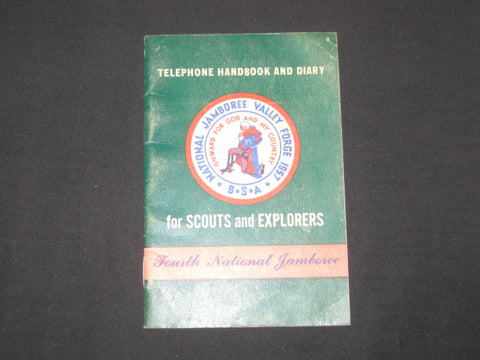 TELEPHONE HANDBOOK AND DIARY
NATIONAL JAMBOREE VALLEY FORGE 1957
ONWARD FOR GOD AND MY COUNTRY
B•S•A
for SCOUTS and EXPLORERS
Fourth National Jamboree